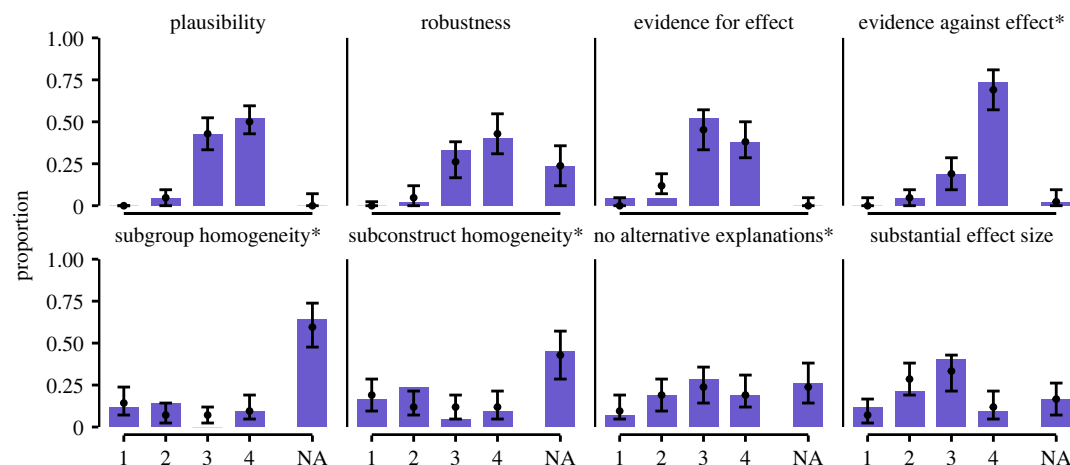 plausibility robustness evidence for effect evidence against effect*
1.00
0.75
0.50
0.25
0
subgroup homogeneity* subconstruct homogeneity* no alternative explanations* substantial effect size
proportion
1.00
0.75
0.50
0.25
0
1 2 3 4 NA 1 2 3 4 NA 1 2 3 4 NA 1 2 3 4 NA